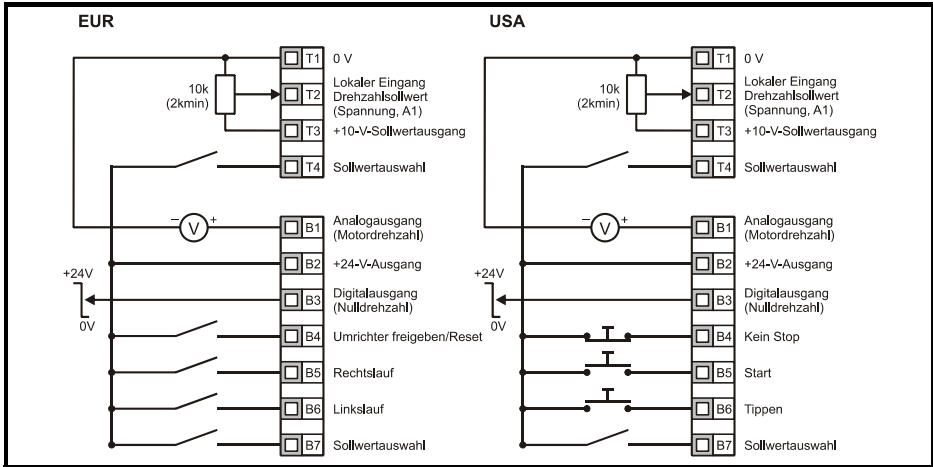 EUR
T1 0 V
10k
(2kmin)
T2 Lokaler Eingang
Drehzahlsollwert
(Spannung, A1)
T3 +10-V-Sollwertausgang
T4 Sollwertauswahl
– V +
B1 Analogausgang
(Motordrehzahl)
B2 +24-V-Ausgang
+24V
0V
B3 Digitalausgang
(Nulldrehzahl)
B4 Umrichter freigeben/Reset
B5 Rechtslauf
B6 Linkslauf
B7 Sollwertauswahl
USA
T1 0 V
10k
(2kmin)
T2 Lokaler Eingang
Drehzahlsollwert
(Spannung, A1)
T3 +10-V-Sollwertausgang
T4 Sollwertauswahl
– V +
B1 Analogausgang
(Motordrehzahl)
B2 +24-V-Ausgang
+24V
0V
B3 Digitalausgang
(Nulldrehzahl)
B4 Kein Stop
B5 Start
B6 Tippen
B7 Sollwertauswahl